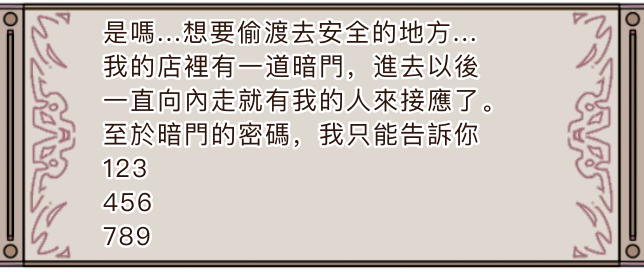 是嗎...想要偷渡去安全的地方...
我的店裡有一道暗門，進去以後
一直向內走就有我的人來接應了。
至於暗門的密碼，我只能告訴你
123
456
789